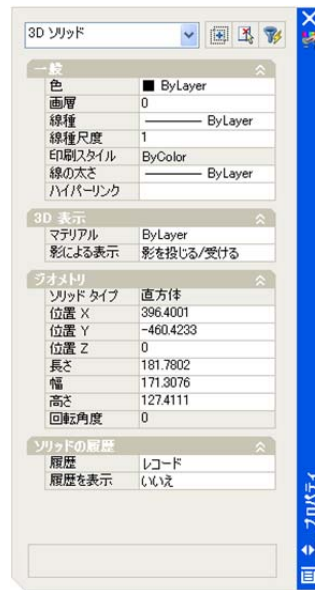 3D ソリッド
一般
色 ByLayer
画層 0
線種 ByLayer
線種尺度 1
印刷スタイル ByColor
線の太さ ByLayer
ハイパーリンク
3D 表示
マテリアル ByLayer
影による表示 影を投じる/受ける
ジオメトリ
ソリッド タイプ 直方体
位置 X 396.4001
位置 Y -460.4233
位置 Z 0
長さ 181.7802
幅 171.3076
高さ 127.4111
回転角度 0
ソリッドの履歴
履歴 レコード
履歴を表示 いいえ
プロパティ